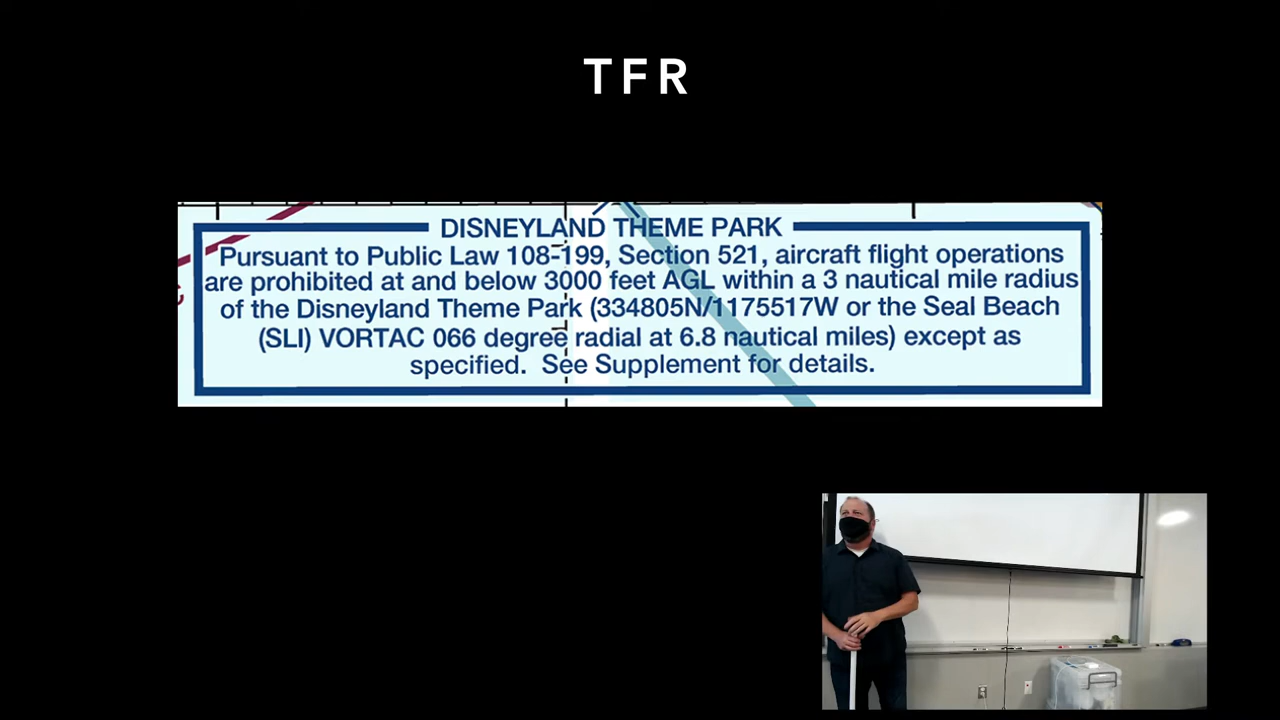 TFR
DISNEYLAND THEME PARK
Pursuant to Public Law 108-199, Section 521, aircraft flight operations
are prohibited at and below 3000 feet AGL within a 3 nautical mile radius
of the Disneyland Theme Park (334805N/1175517W or the Seal Beach
(SLI) VORTAC 066 degree radial at 6.8 nautical miles) except as
specified. See Supplement for details.